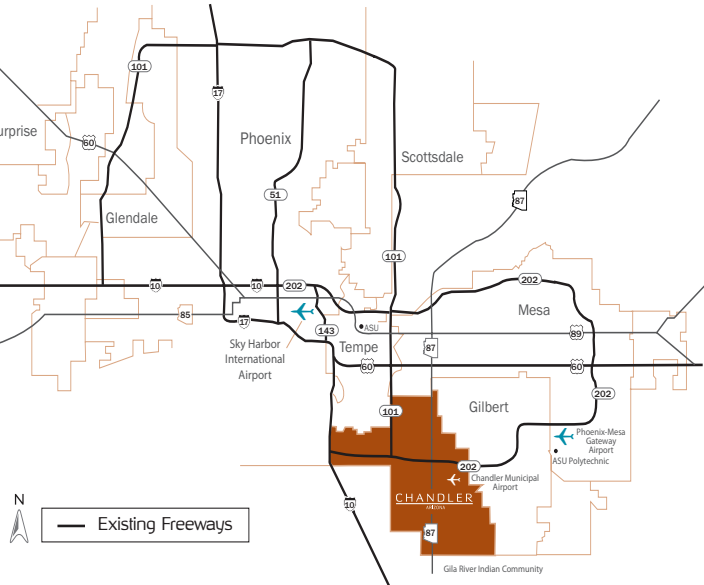 101
17
urprise
60
Phoenix
Scottsdale
51
87
Glendale
101
10
10
202
202
85
17
143
Mesa
ASU
89
Sky Harbor
International
Airport
Tempe
87
60
60
202
101
Gilbert
Phoenix-Mesa
Gateway
Airport
ASU Polytechnic
202
Chandler Municipal
Airport
CHANDLER
ARIZONA
10
87
N
Existing Freeways
Gila River Indian Community